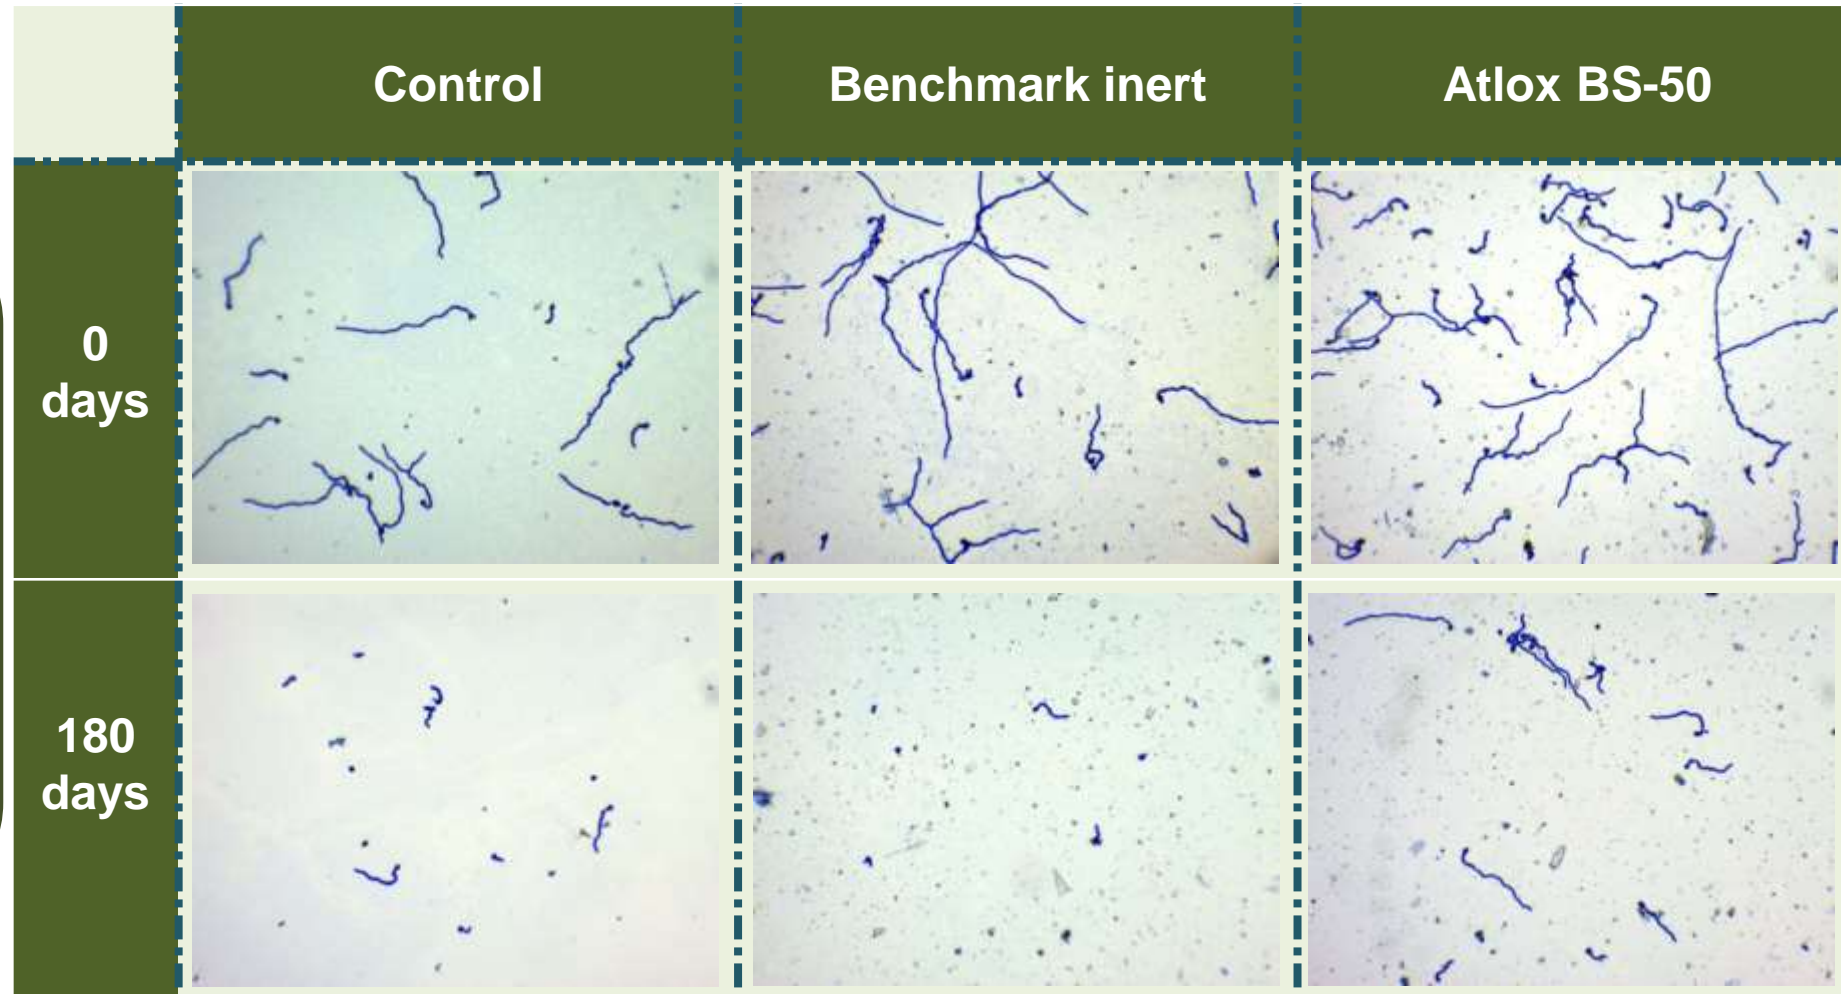 Control
Benchmark inert
Atlox BS-50
0
days
180
days